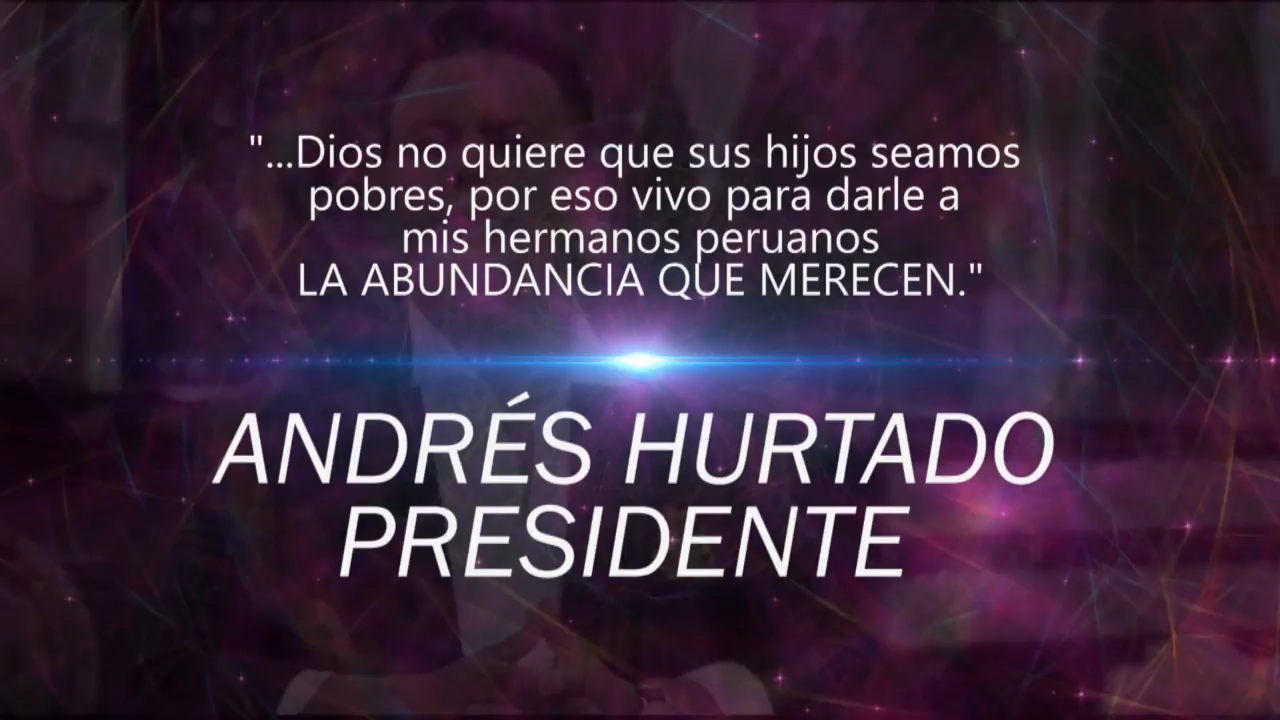 "...Dios no quiere que sus hijos seamos
pobres, por eso vivo para darle a
mis hermanos peruanos
LA ABUNDANCIA QUE MERECEN."
ANDRÉS HURTADO
PRESIDENTE